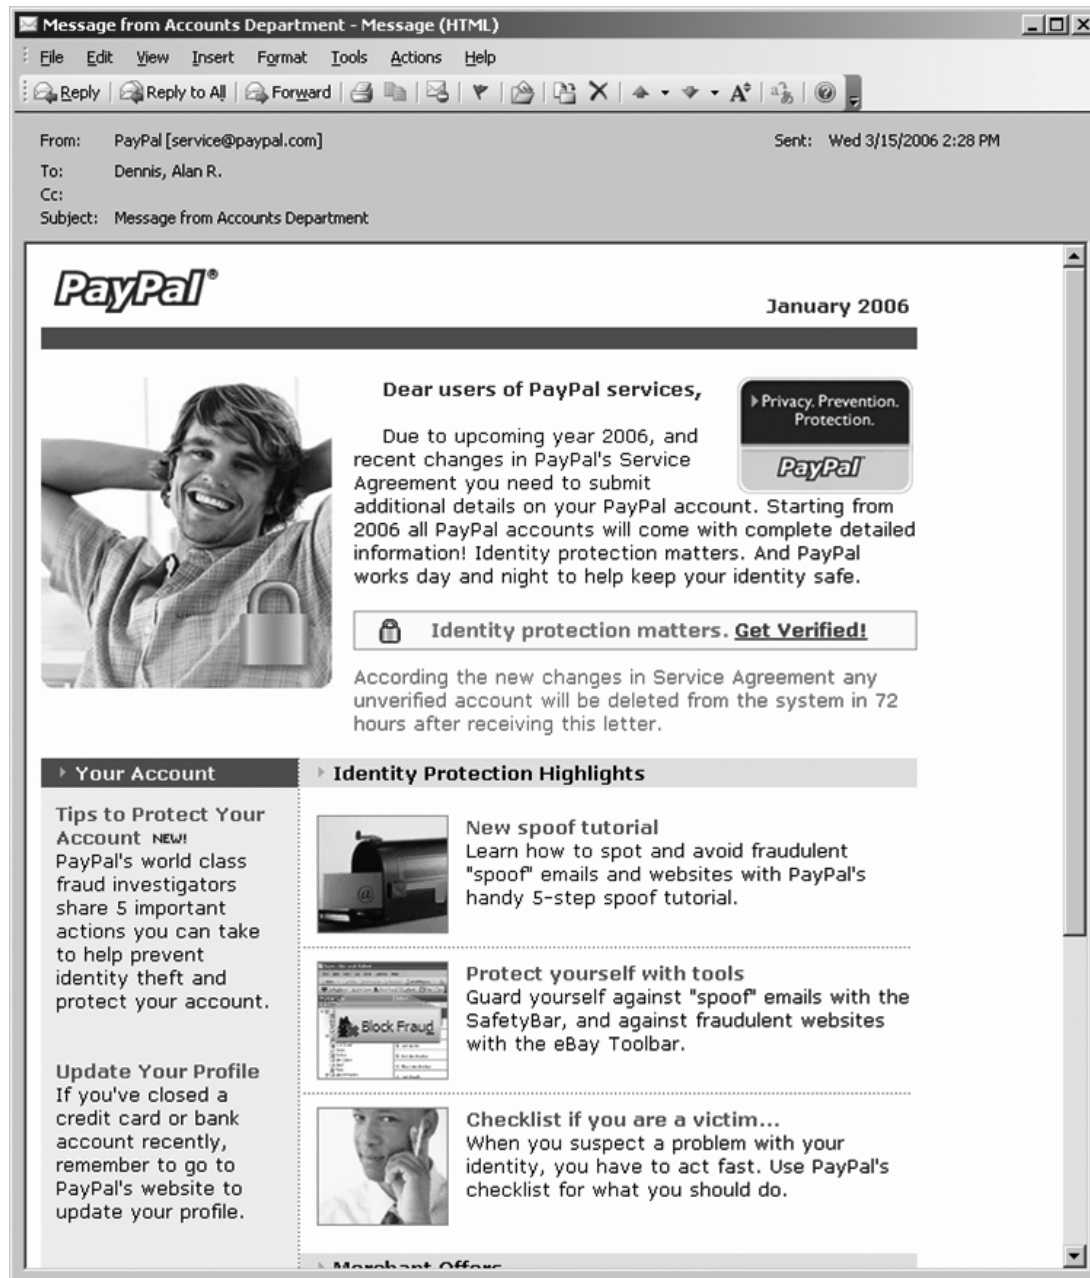 Message from Accounts Department - Message (HTML)
File Edit View Insert Format Tools Actions Help
Reply Reply to All Forward
From: PayPal [service@paypal.com] Sent: Wed 3/15/2006 2:28 PM
To: Dennis, Alan R.
Cc:
Subject: Message from Accounts Department
PayPal®
January 2006
Dear users of PayPal services,
Privacy. Prevention.
Protection.
PayPal
Due to upcoming year 2006, and
recent changes in PayPal's Service
Agreement you need to submit
additional details on your PayPal account. Starting from
2006 all PayPal accounts will come with complete detailed
information! Identity protection matters. And PayPal
works day and night to help keep your identity safe.
Identity protection matters. Get Verified!
According the new changes in Service Agreement any
unverified account will be deleted from the system in 72
hours after receiving this letter.
Your Account
Tips to Protect Your
Account NEW!
PayPal's world class
fraud investigators
share 5 important
actions you can take
to help prevent
identity theft and
protect your account.
Update Your Profile
If you've closed a
credit card or bank
account recently,
remember to go to
PayPal's website to
update your profile.
Identity Protection Highlights
@
New spoof tutorial
Learn how to spot and avoid fraudulent
"spoof" emails and websites with PayPal's
handy 5-step spoof tutorial.
Block Fraud
Protect yourself with tools
Guard yourself against "spoof" emails with the
SafetyBar, and against fraudulent websites
with the eBay Toolbar.
Checklist if you are a victim...
When you suspect a problem with your
identity, you have to act fast. Use PayPal's
checklist for what you should do.
Merchant Offers